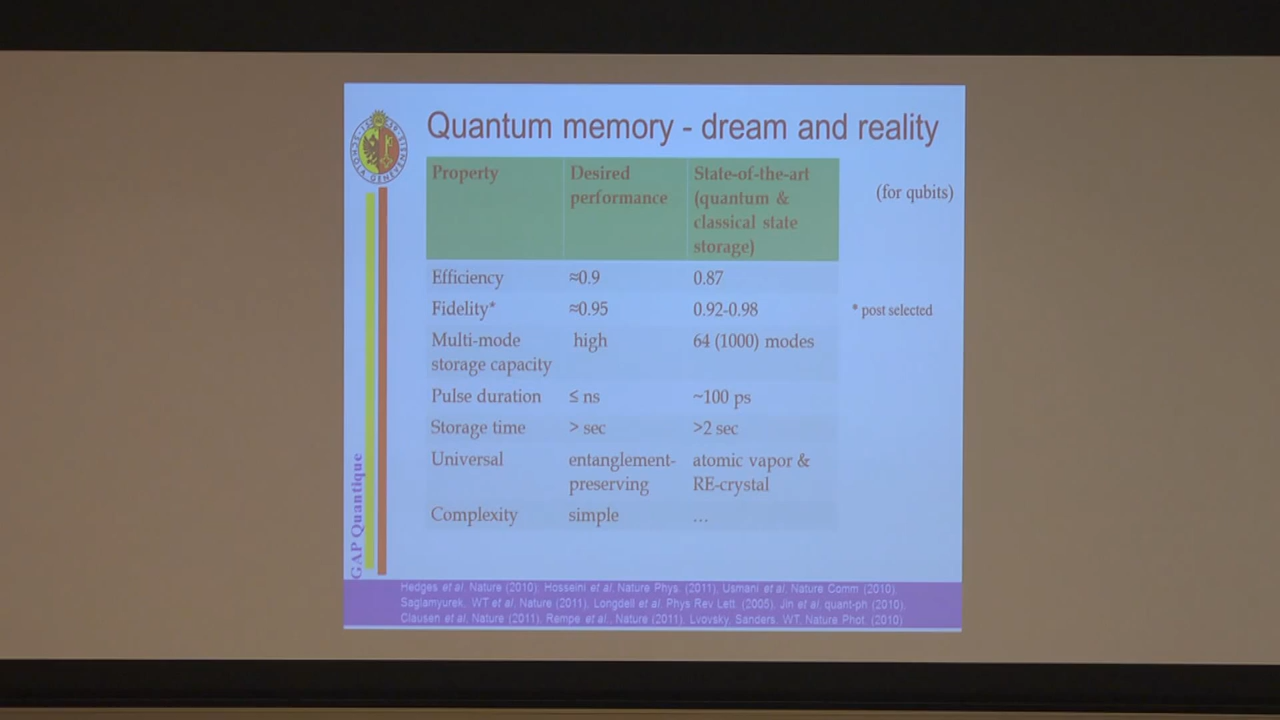 Quantum memory - dream and reality
Property
Desired
performance
State-of-the-art
(quantum &
classical state
storage)
(for qubits)
Efficiency
≈0.9
0.87
Fidelity*
≈0.95
0.92-0.98
* post selected
Multi-mode
storage capacity
high
64 (1000) modes
Pulse duration
≤ ns
~100 ps
Storage time
> sec
>2 sec
Universal
entanglement-
preserving
atomic vapor &
RE-crystal
Complexity
simple
...
GAP Quantique
SCHOLA GENEVENSIS
Hedges et al. Nature (2010), Hosseini et al. Nature Phys. (2011), Usmani et al, Nature Comm (2010),
Saglamyurek, WT et al, Nature (2011), Longdell et al. Phys Rev Lett. (2005), Jin et al. quant-ph (2010),
Clausen et al, Nature (2011), Rempe et al., Nature (2011), Lvovsky, Sanders, WT, Nature Phot. (2010)